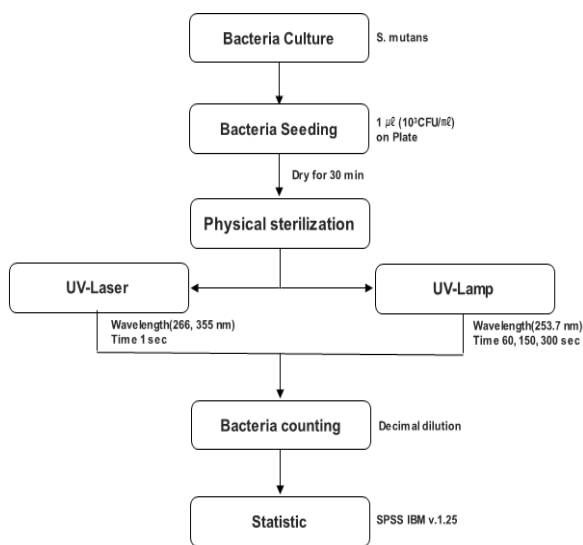 Bacteria Culture
S. mutans
Bacteria Seeding
1 ㎕ (10³CFU/㎖)
on Plate
Dry for 30 min
Physical sterilization
UV-Laser
UV-Lamp
Wavelength(266, 355 nm)
Time 1 sec
Wavelength(253.7 nm)
Time 60, 150, 300 sec
Bacteria counting
Decimal dilution
Statistic
SPSS IBM v.1.25